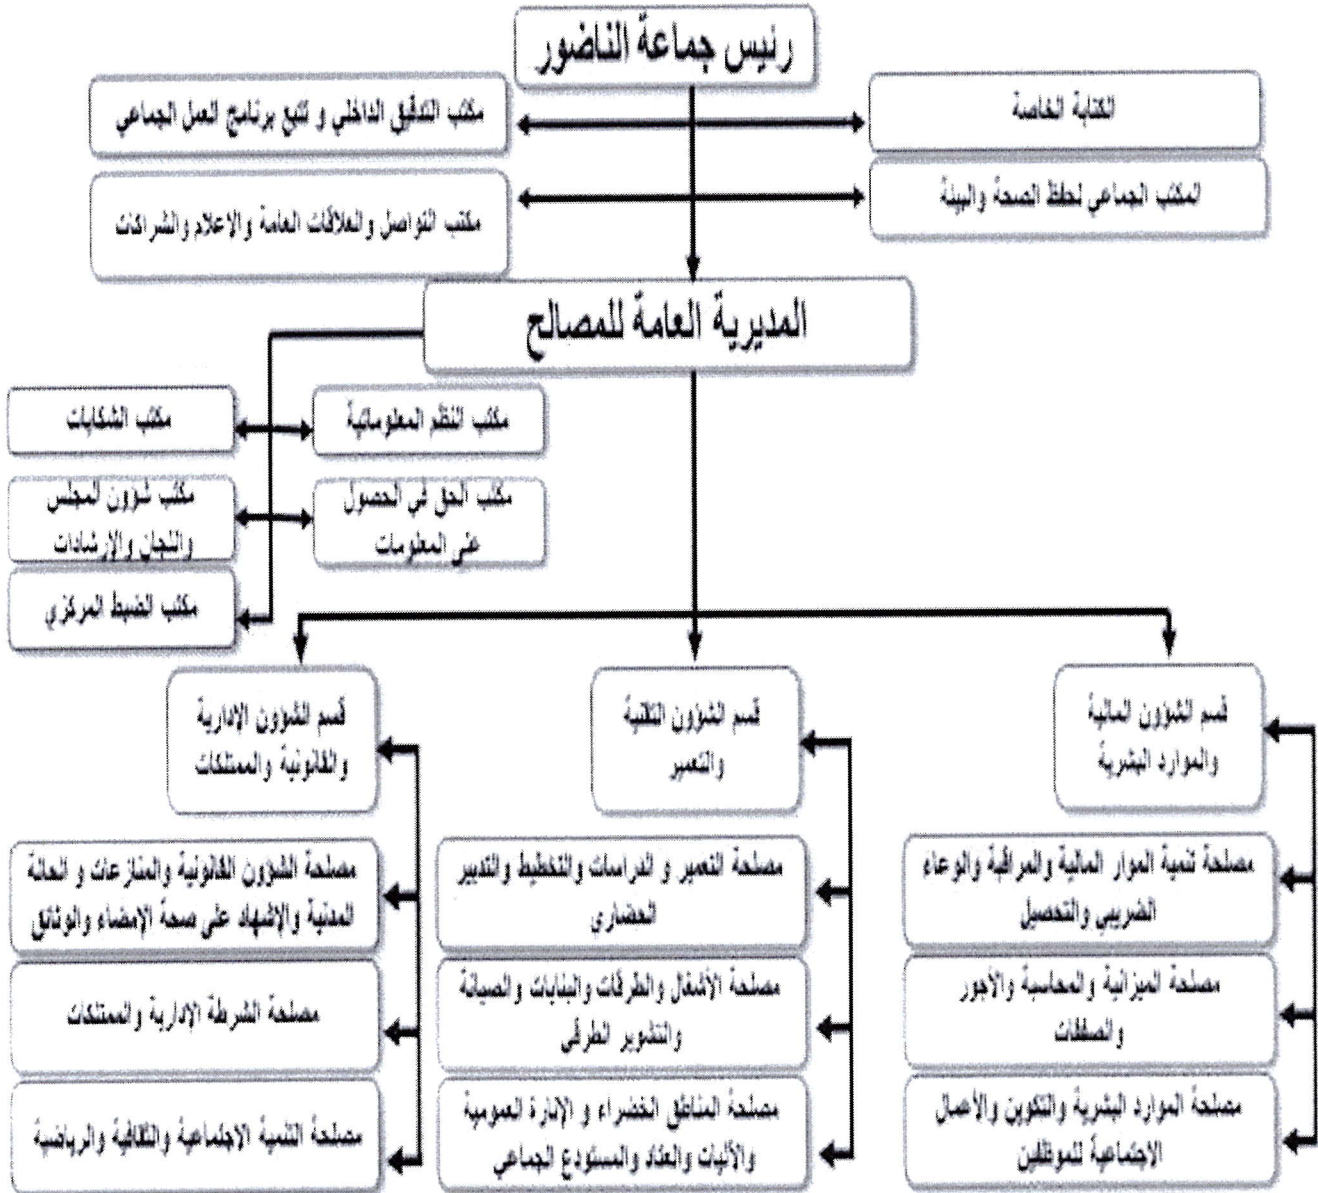 رئيس جماعة الناضور
الكتابة الخاصة
مكتب التدقيق الداخلي و تتبع برنامج العمل الجماعي
المكتب الجماعي لحفظ الصحة والبيئة
مكتب التواصل والعلاقات العامة والاعلام والشراكات
المديرية العامة للمصالح
مكتب النظم المعلوماتية
مكتب الشكايات
مكتب الحق في الحصول
على المعلومات
مكتب شؤون المجلس
واللجان والإرشادات
مكتب الضبط المركزي
قسم الشؤون المالية
والموارد البشرية
قسم الشؤون التقنية
والتعمير
قسم الشؤون الإدارية
والقانونية والممتلكات
مصلحة تنمية الموار المالية والمراقبة والوعاء
الضريبي والتحصيل
مصلحة التعمير و الدراسات والتخطيط والتدبير
الحضاري
مصلحة الشؤون القانونية والمنازعات و الحالة
المدنية والإشهاد على صحة الإمضاء والوثائق
مصلحة الميزانية والمحاسبة والأجور
والصفقات
مصلحة الأشغال والطرقات والبنايات والصيانة
والتشوير الطرقي
مصلحة الشرطة الإدارية والممتلكات
مصلحة الموارد البشرية والتكوين والأعمال
الاجتماعية للموظفين
مصلحة المناطق الخضراء و الإنارة العمومية
والأليات والعتاد والمستودع الجماعي
مصلحة التنمية الاجتماعية والثقافية والرياضية